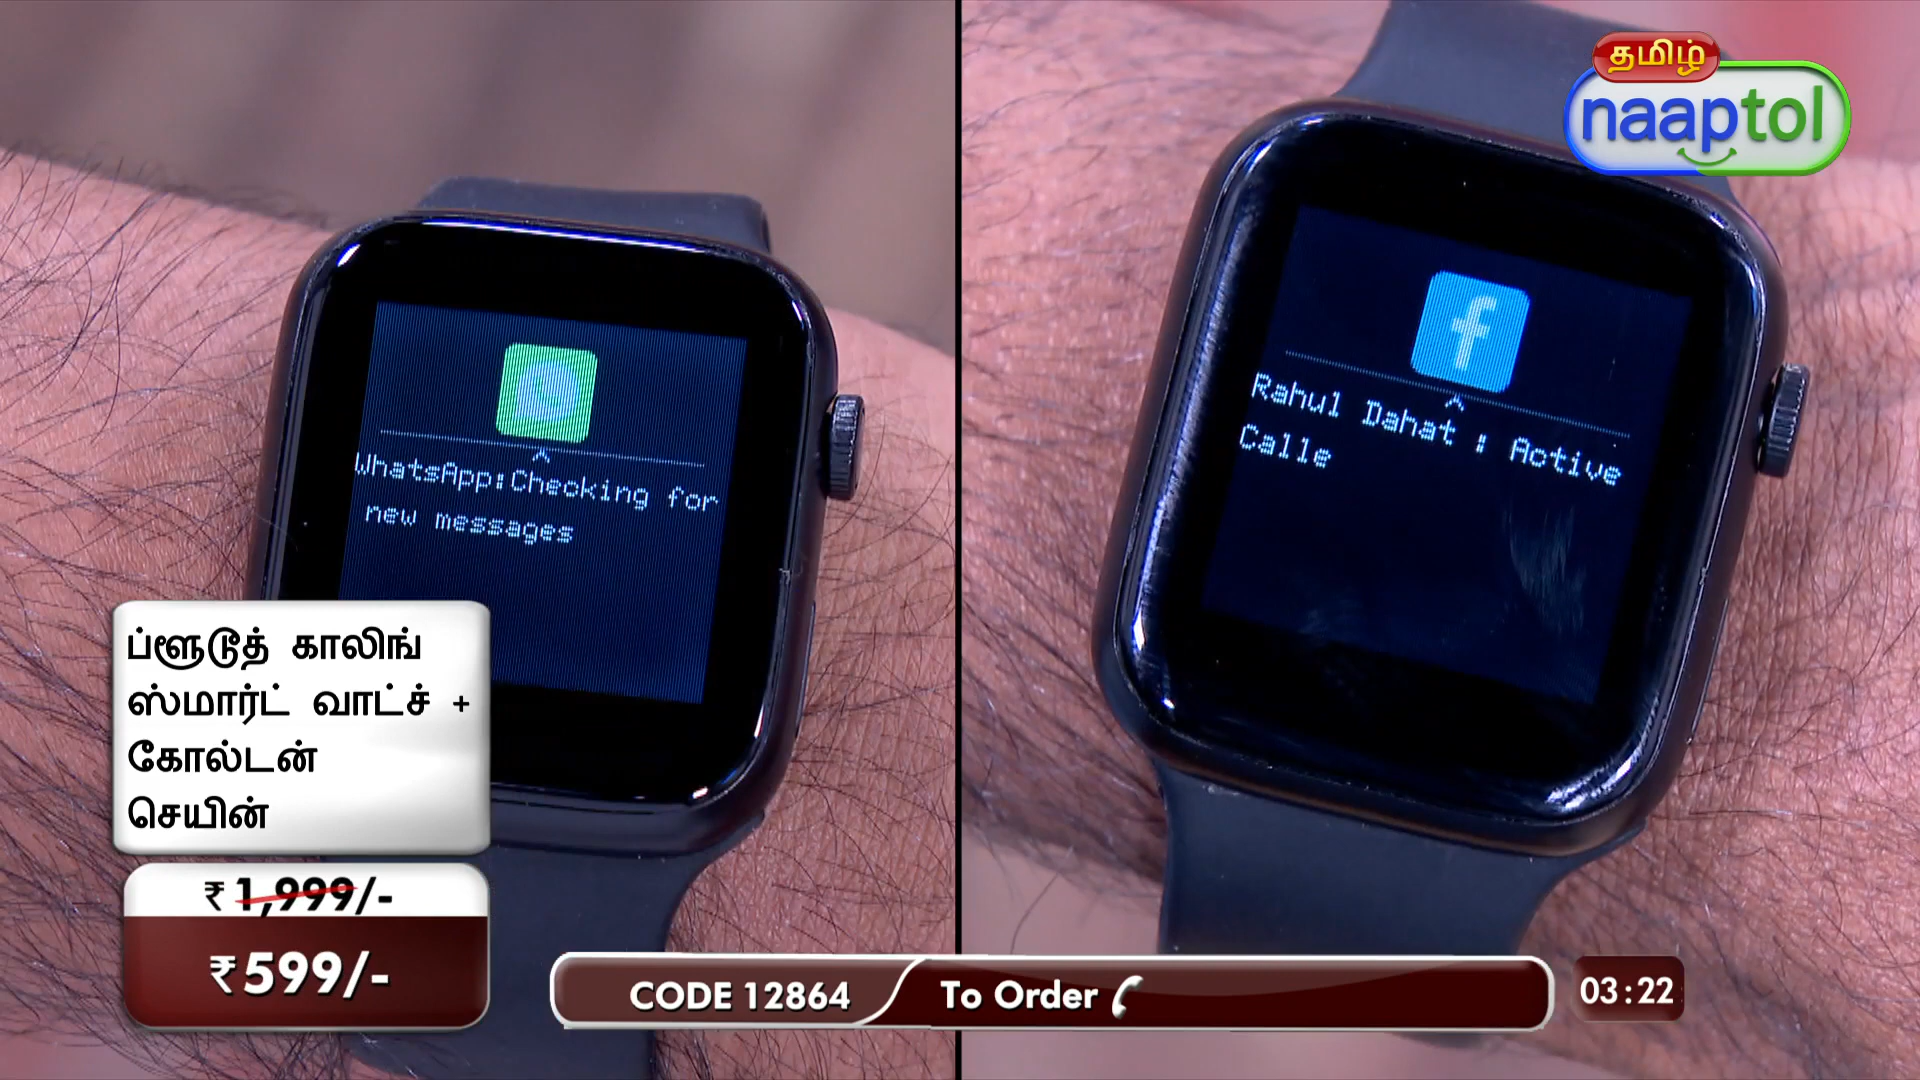 தமிழ்
naaptol
WhatsApp:Checking for
new messages
Rahul Dahat : Active
Calle
ப்ளூடூத் காலிங்
ஸ்மார்ட் வாட்ச் +
கோல்டன்
செயின்
₹ 1,999/-
₹599/-
CODE 12864
To Order
03:22